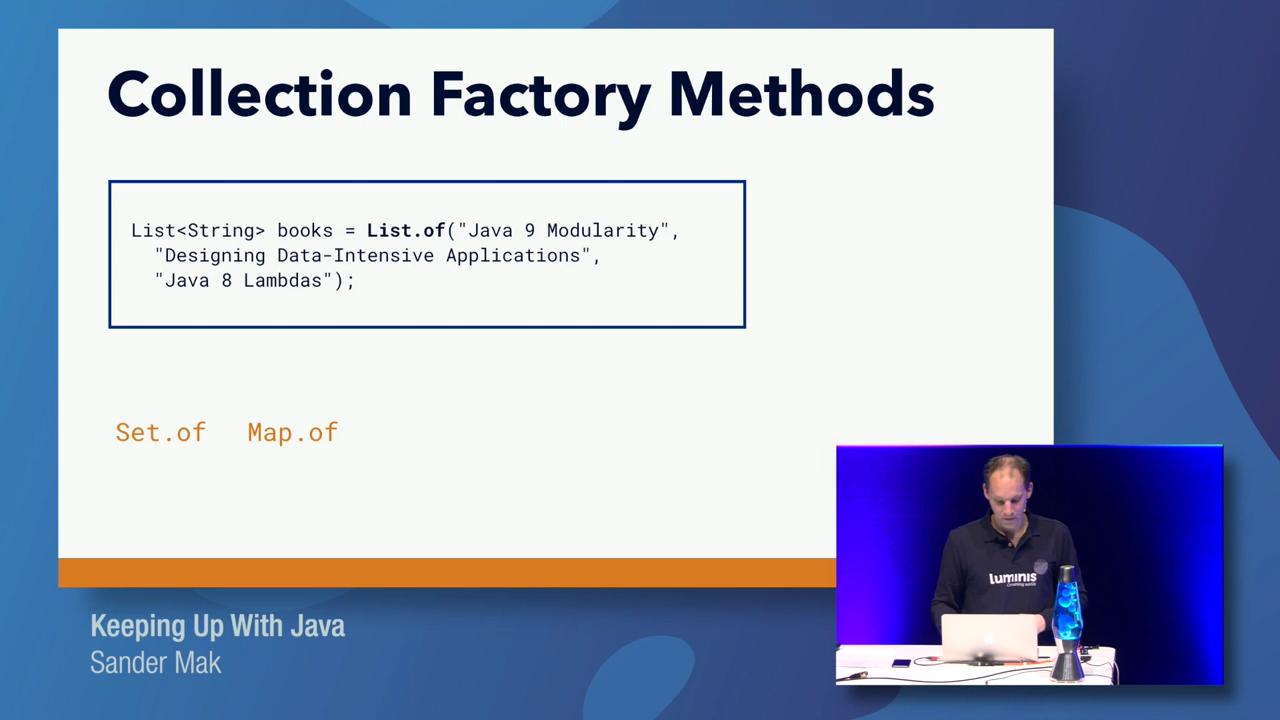 Collection Factory Methods
List<String> books = List.of("Java 9 Modularity",
"Designing Data-Intensive Applications",
"Java 8 Lambdas");
Set.of Map.of
luminis
Keeping Up With Java
Sander Mak